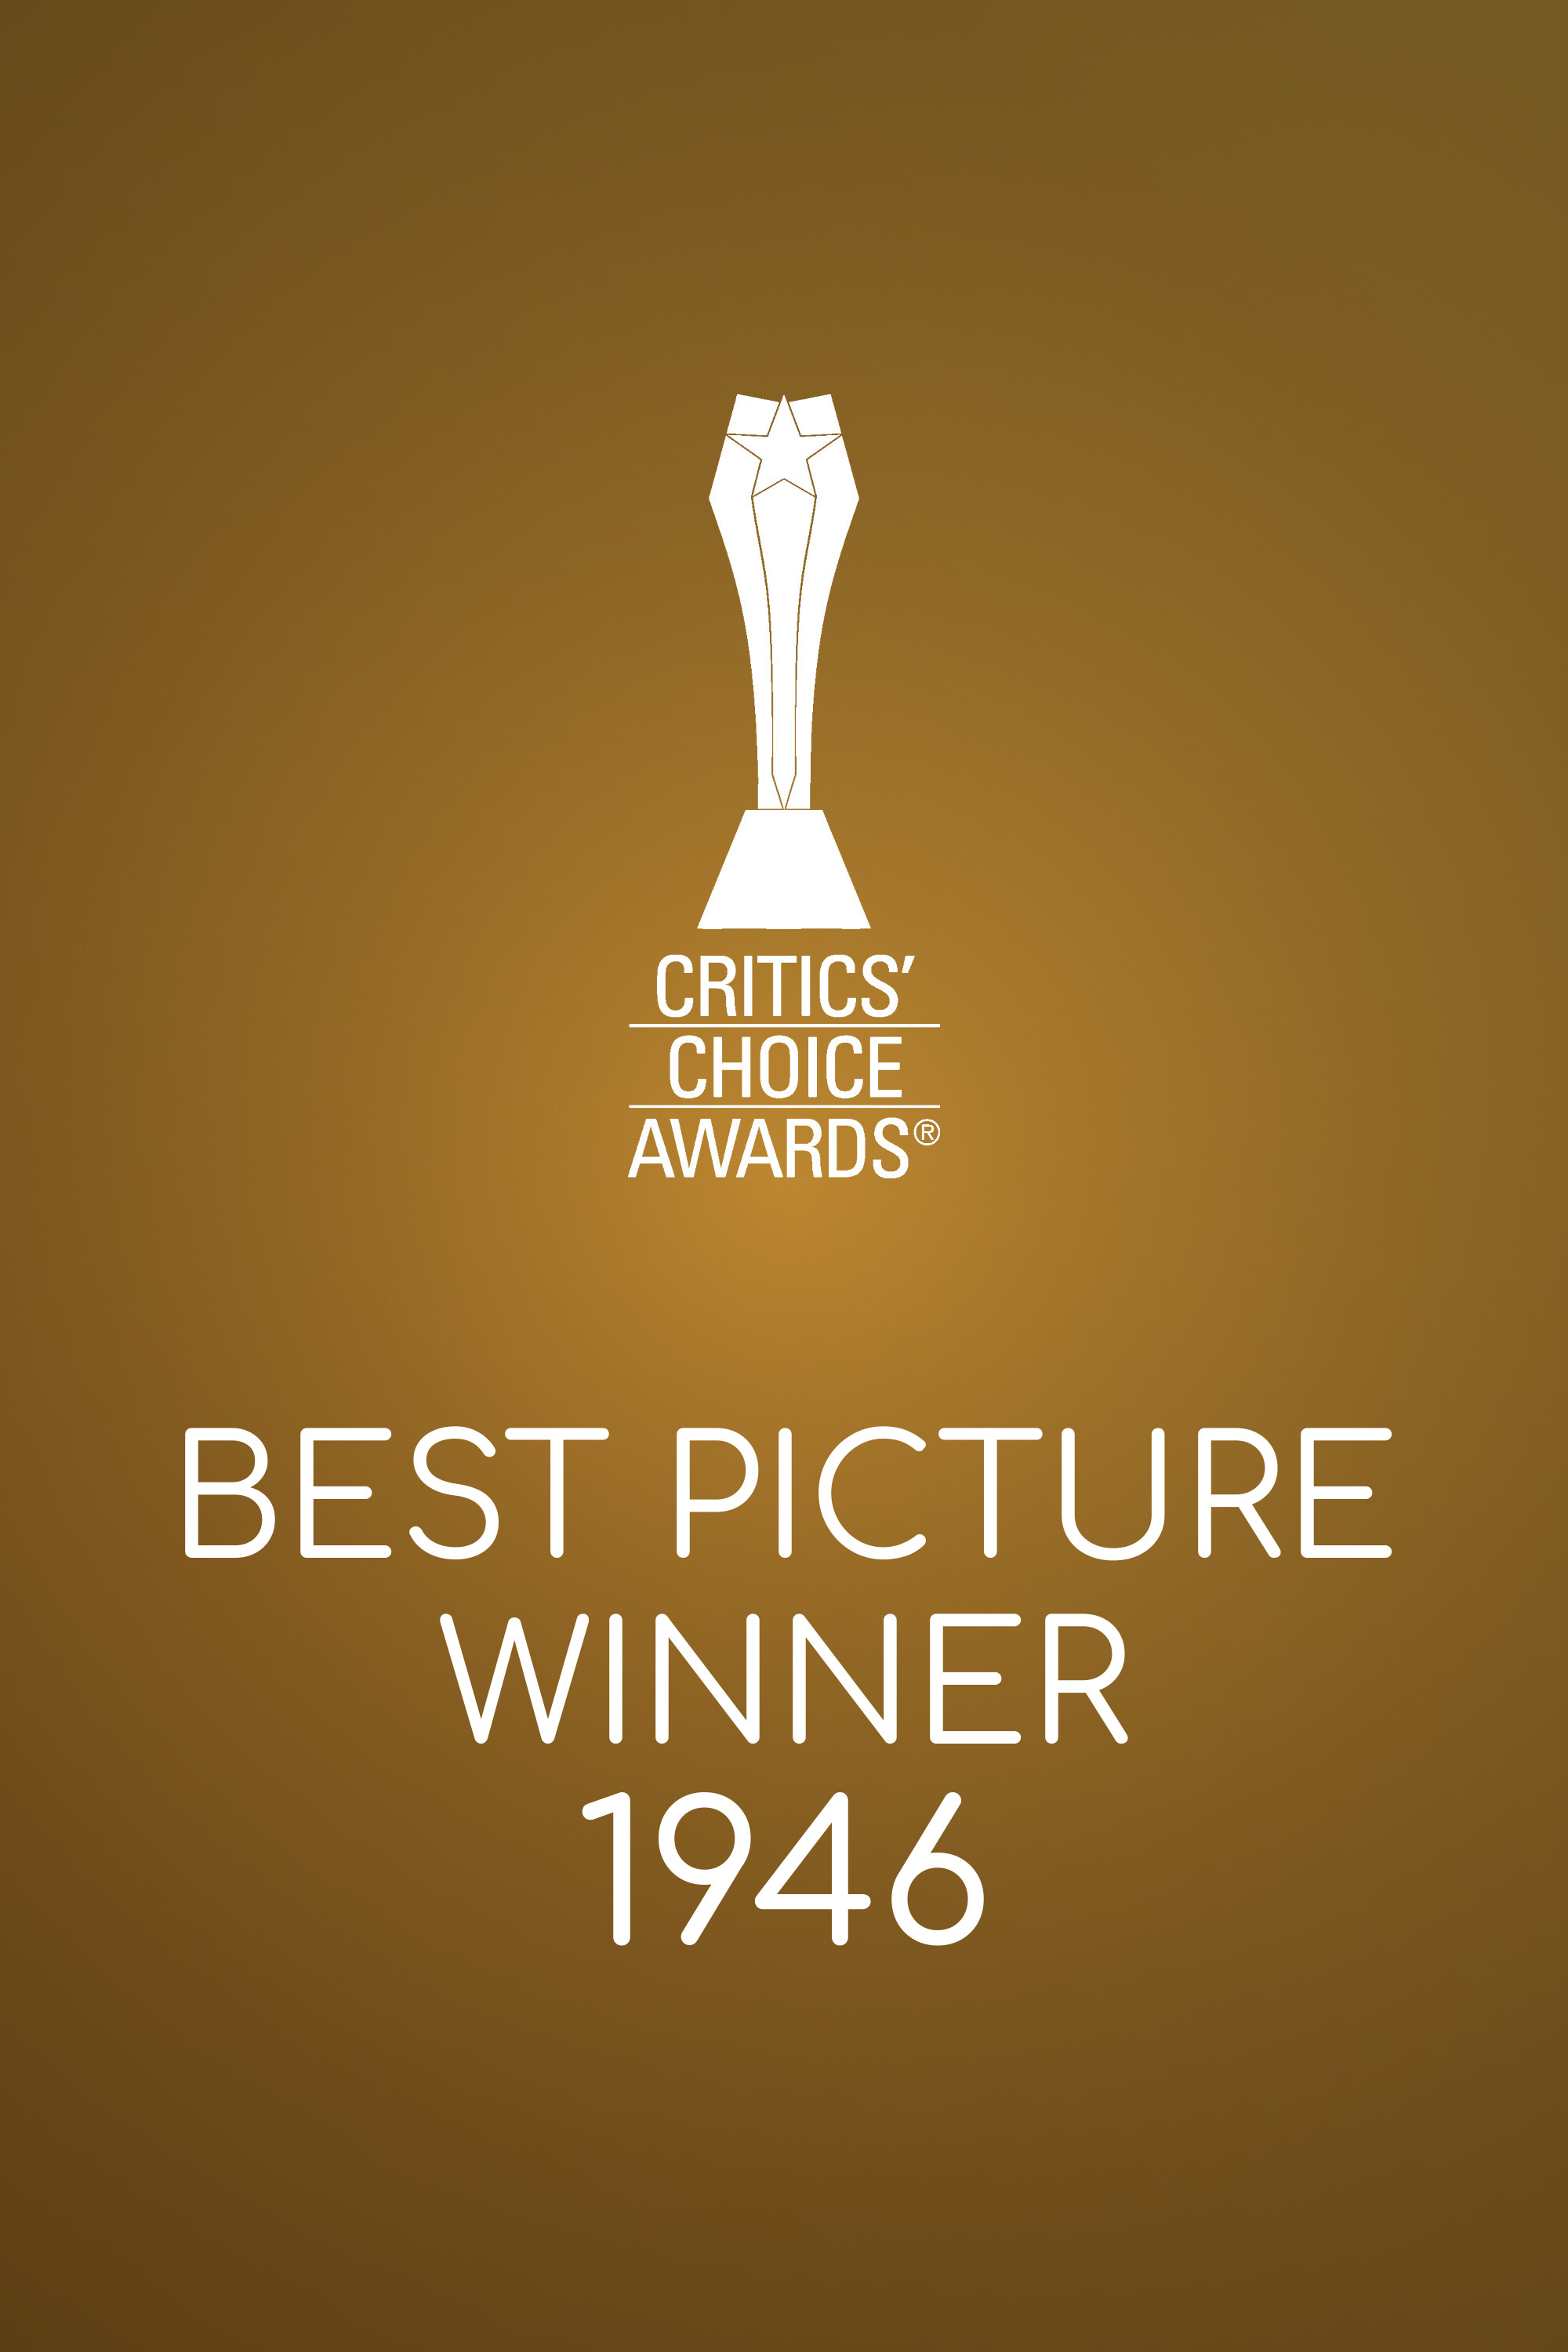 CRITICS'
CHOICE
AWARDS®
BEST PICTURE
WINNER
1946